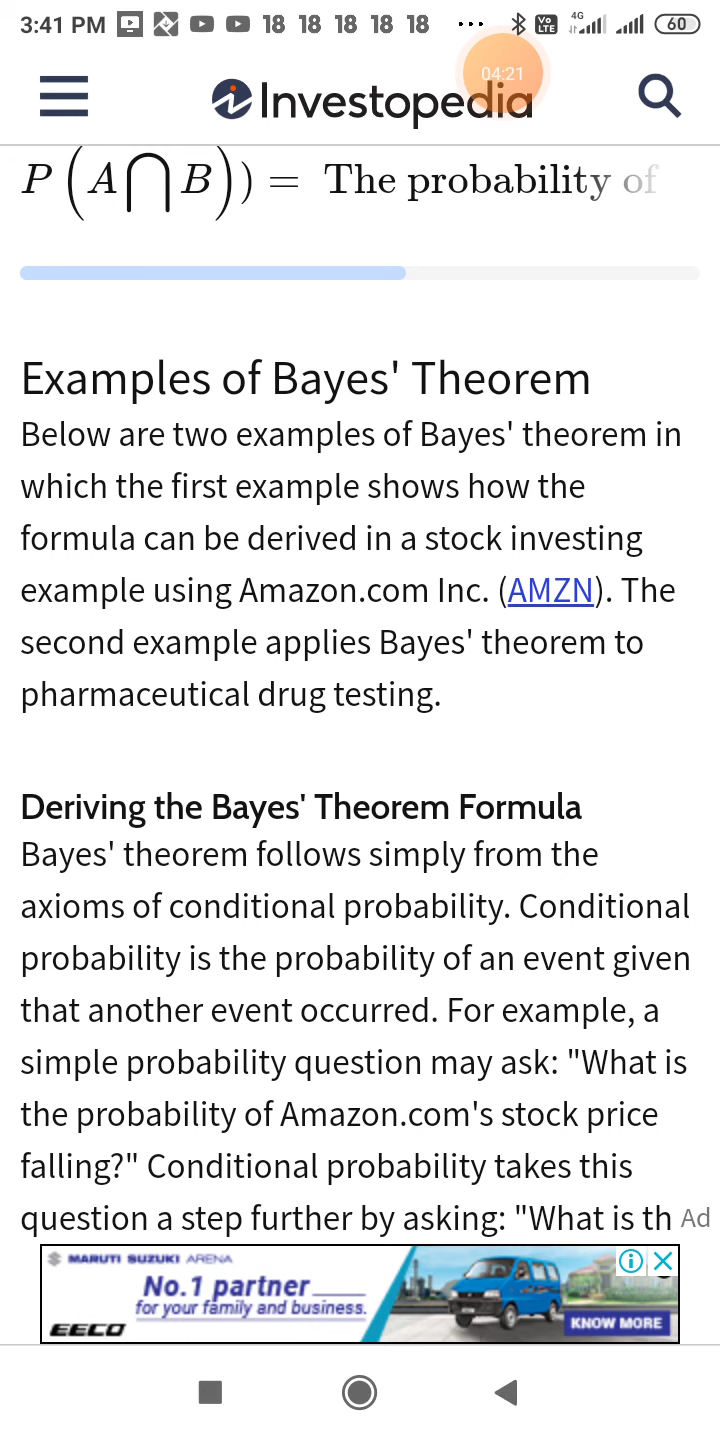 3:41 PM 18 18 18 18 18 ... Vo LTE 4G 60
04:21
Investopedia
P(A⋂B)) = The probability of
Examples of Bayes' Theorem
Below are two examples of Bayes' theorem in
which the first example shows how the
formula can be derived in a stock investing
example using Amazon.com Inc. (AMZN). The
second example applies Bayes' theorem to
pharmaceutical drug testing.
Deriving the Bayes' Theorem Formula
Bayes' theorem follows simply from the
axioms of conditional probability. Conditional
probability is the probability of an event given
that another event occurred. For example, a
simple probability question may ask: "What is
the probability of Amazon.com's stock price
falling?" Conditional probability takes this
question a step further by asking: "What is th Ad
MARUTI SUZUKI ARENA
No.1 partner
for your family and business.
EECO
KNOW MORE